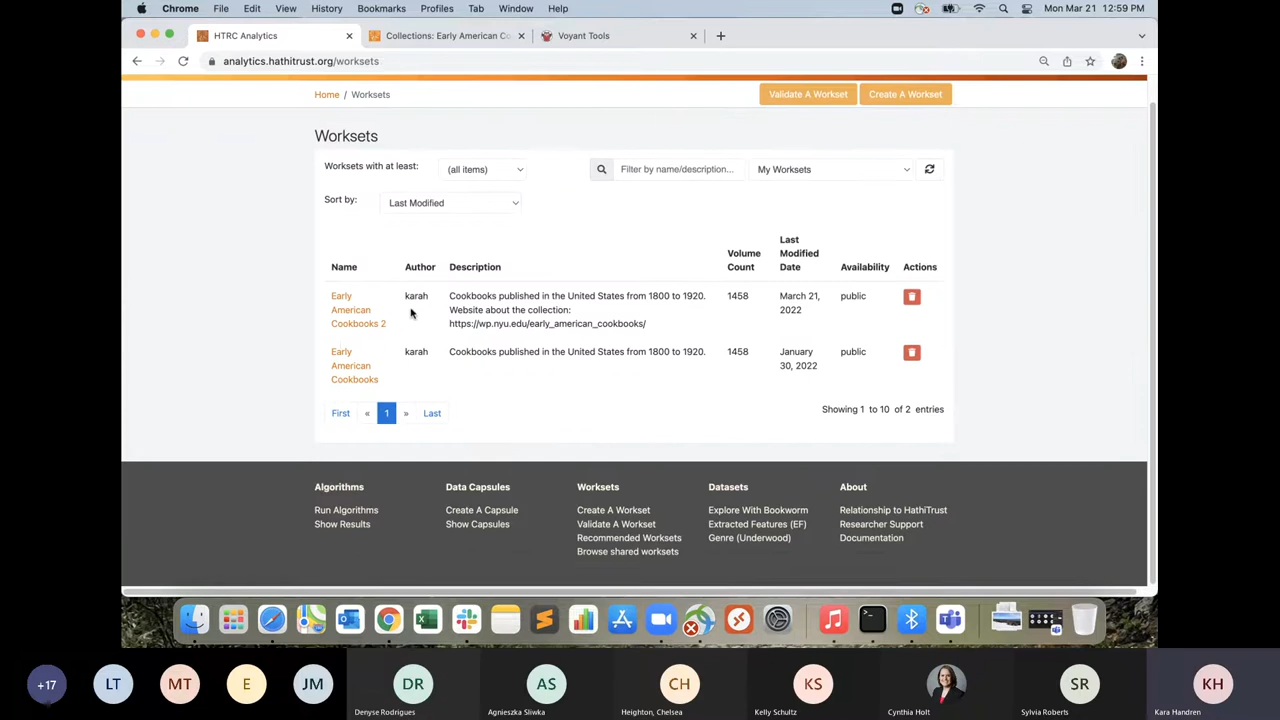 Chrome File Edit View History Bookmarks Profiles Tab Window Help Mon Mar 21 12:59 PM
HTRC Analytics Collections: Early American Co Voyant Tools
analytics.hathitrust.org/worksets
Home / Worksets Validate A Workset Create A Workset
Worksets
Worksets with at least: (all items) Filter by name/description... My Worksets
Sort by: Last Modified
Name Author Description Volume Count Last Modified Date Availability Actions
Early American Cookbooks 2 karah Cookbooks published in the United States from 1800 to 1920. 1458 March 21, 2022 public
Website about the collection:
https://wp.nyu.edu/early_american_cookbooks/
Early American Cookbooks karah Cookbooks published in the United States from 1800 to 1920. 1458 January 30, 2022 public
First « 1 » Last Showing 1 to 10 of 2 entries
Algorithms Data Capsules Worksets Datasets About
Run Algorithms Create A Capsule Create A Workset Explore With Bookworm Relationship to HathiTrust
Show Results Show Capsules Validate A Workset Extracted Features (EF) Researcher Support
Recommended Worksets Genre (Underwood) Documentation
Browse shared worksets
+17 LT MT E JM DR AS CH KS SR KH
Denyse Rodrigues Agnieszka Sliwka Heighton, Chelsea Kelly Schultz Cynthia Holt Sylvia Roberts Kara Handren